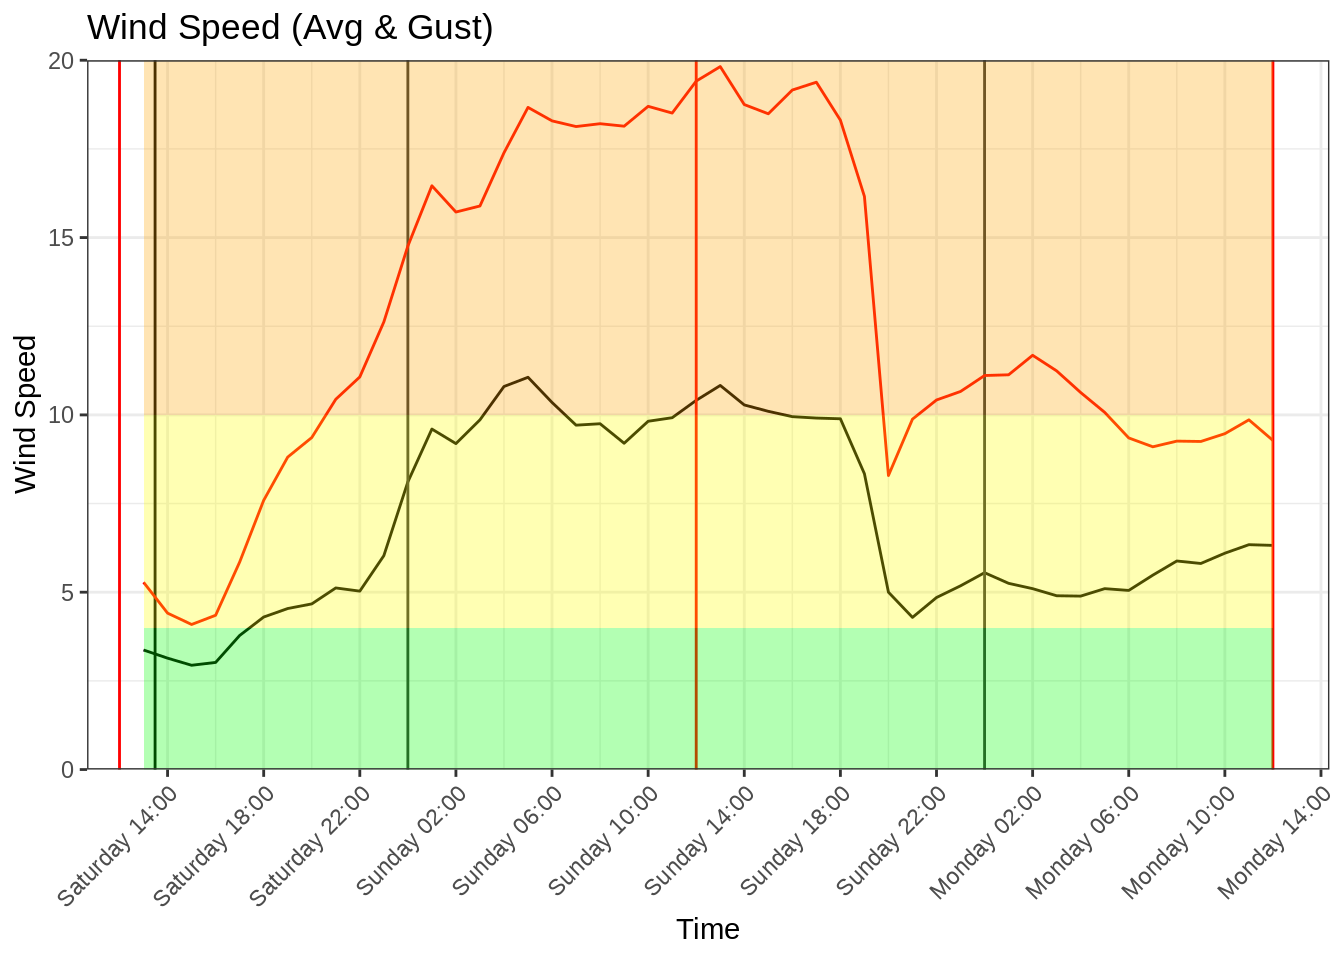 Wind Speed (Avg & Gust)
20
15
10
5
0
Wind Speed
Saturday 14:00
Saturday 18:00
Saturday 22:00
Sunday 02:00
Sunday 06:00
Sunday 10:00
Sunday 14:00
Sunday 18:00
Sunday 22:00
Monday 02:00
Monday 06:00
Monday 10:00
Monday 14:00
Time